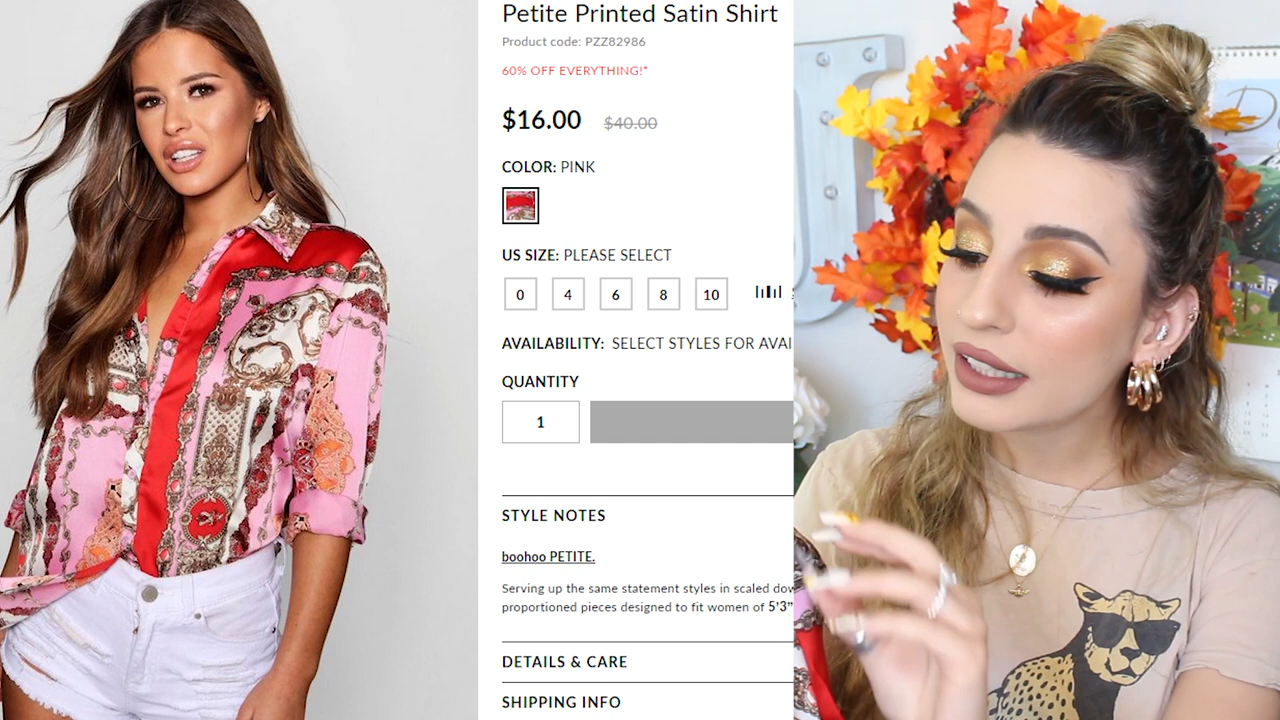 Petite Printed Satin Shirt
Product code: PZZ82986
60% OFF EVERYTHING!*
$16.00 $40.00
COLOR: PINK
US SIZE: PLEASE SELECT
0 4 6 8 10
AVAILABILITY: SELECT STYLES FOR AVAI
QUANTITY
1
STYLE NOTES
boohoo PETITE.
Serving up the same statement styles in scaled dow
proportioned pieces designed to fit women of 5'3"
DETAILS & CARE
SHIPPING INFO